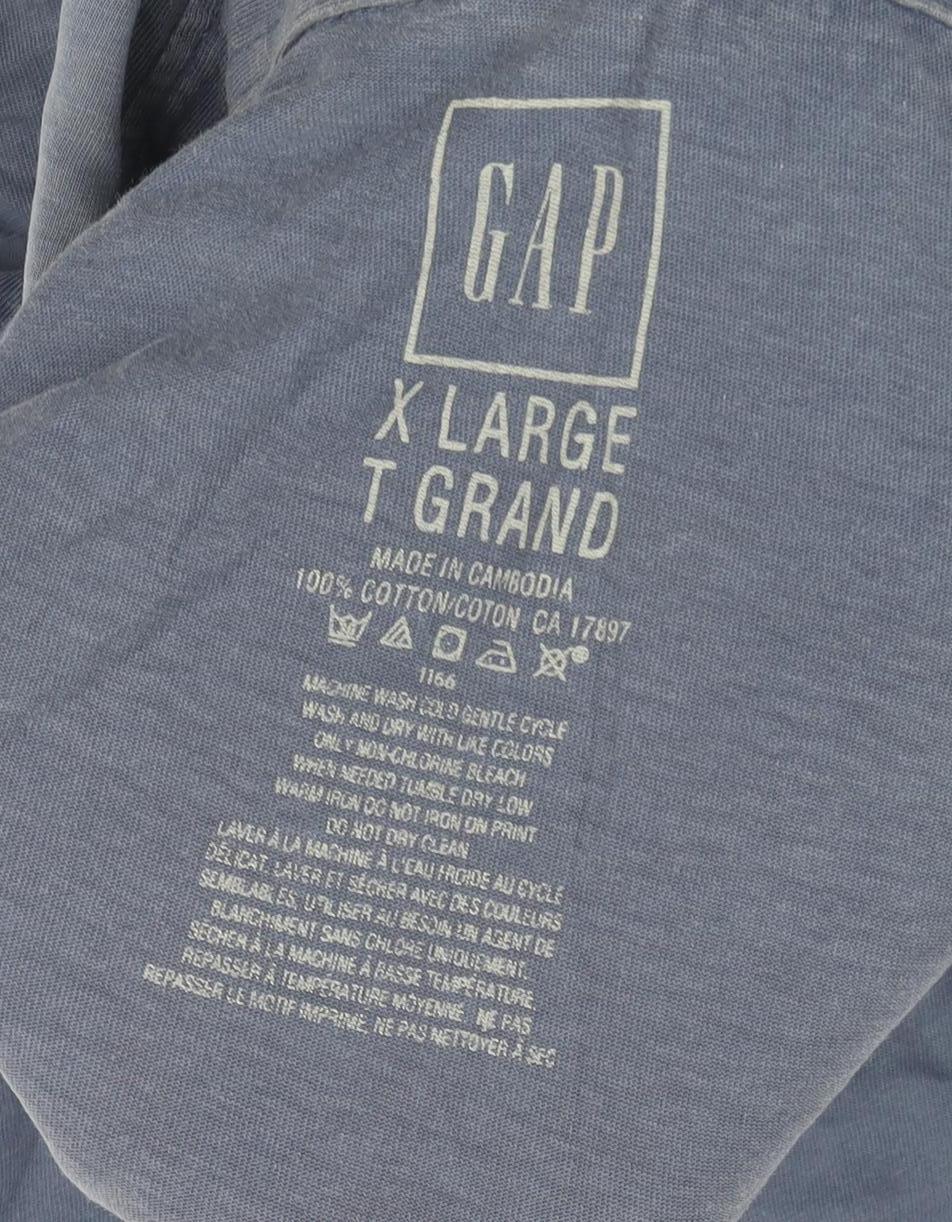 GAP
X LARGE
T GRAND
MADE IN CAMBODIA
100% COTTON/COTON CA 17897
1166
MACHINE WASH COLD GENTLE CYCLE
WASH AND DRY WITH LIKE COLORS
ONLY NON-CHLORINE BLEACH
WHEN NEEDED TUMBLE DRY LOW
WARM IRON DO NOT IRON ON PRINT
DO NOT DRY CLEAN
LAVER À LA MACHINE À L'EAU FROIDE AU CYCLE
DÉLICAT. LAVER ET SÉCHER AVEC DES COULEURS
SEMBLABLES. UTILISER AU BESOIN UN AGENT DE
BLANCHIMENT SANS CHLORE UNIQUEMENT.
SÉCHER À LA MACHINE À BASSE TEMPÉRATURE.
REPASSER À TEMPÉRATURE MOYENNE. NE PAS
REPASSER LE MOTIF IMPRIMÉ, NE PAS NETTOYER À SEC